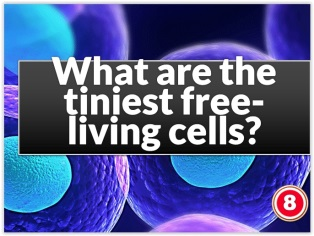 What are the
tiniest free-
living cells?
8